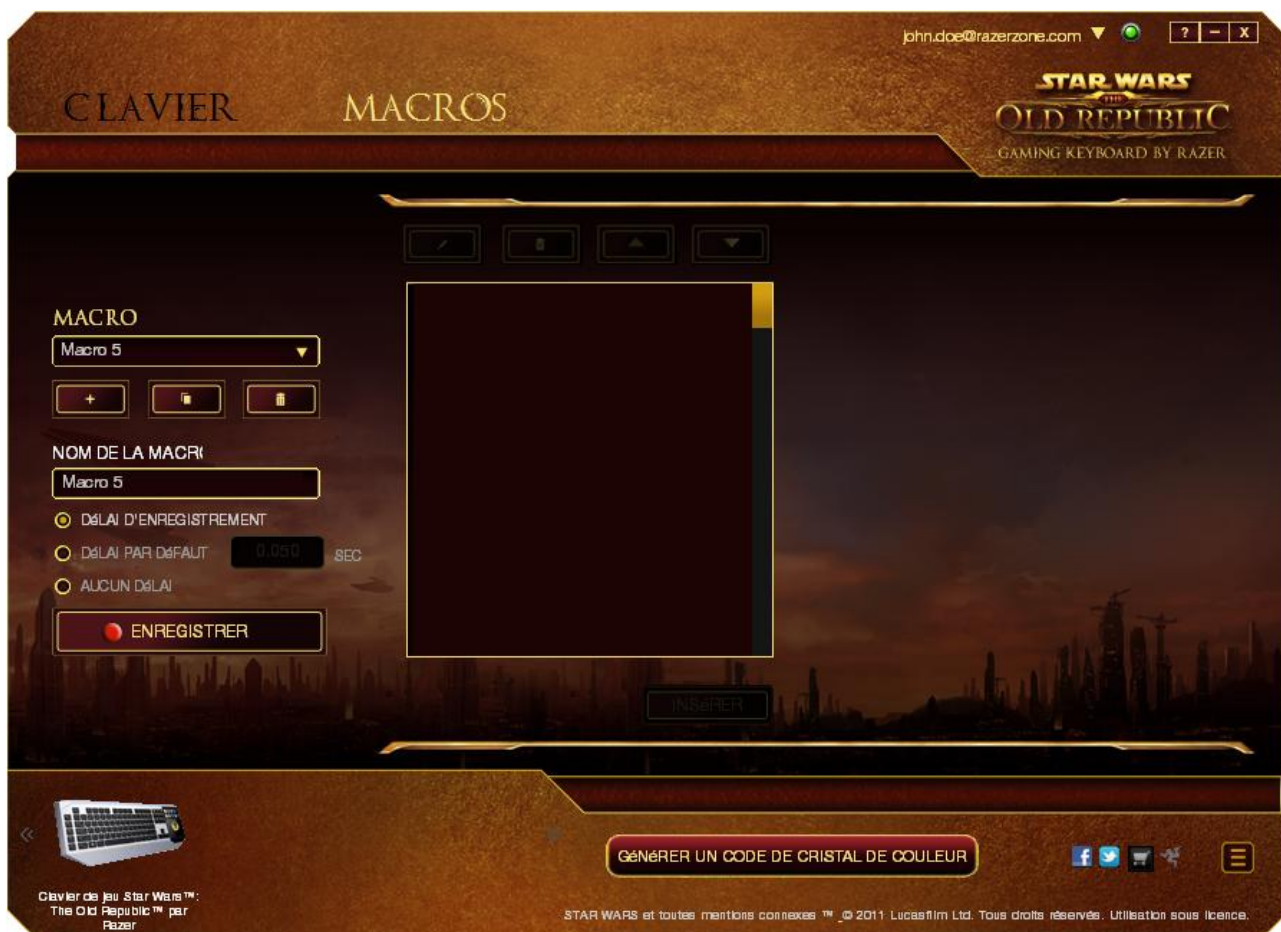 john.doe@razerzone.com
? – X
CLAVIER
MACROS
STAR WARS
THE
OLD REPUBLIC
GAMING KEYBOARD BY RAZER
MACRO
Macro 5
+
NOM DE LA MACR
Macro 5
DéLAI D'ENREGISTREMENT
DéLAI PAR DéFAUT 0.050 SEC
AUCUN DéLAI
ENREGISTRER
INSéRER
«
GéNéRER UN CODE DE CRISTAL DE COULEUR
Clavier de jeu Star Wars™:
The Old Republic™ par
Razer
STAR WARS et toutes mentions connexes ™ _© 2011 Lucasfilm Ltd. Tous droits réservés. Utilisation sous licence.